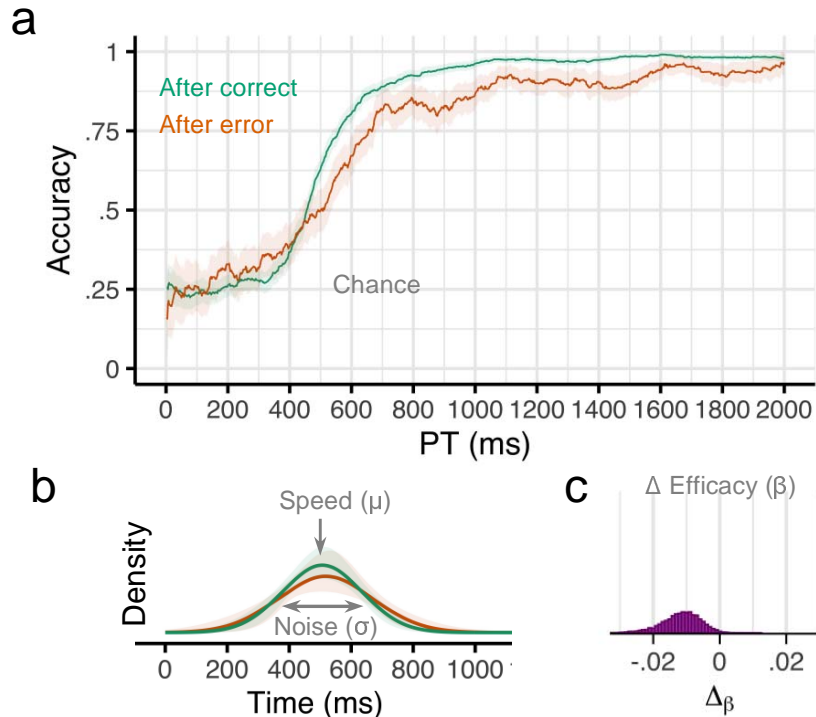 a
1
.75
.5
.25
0
Accuracy
After correct
After error
Chance
0 200 400 600 800 1000 1200 1400 1600 1800 2000
PT (ms)
b
Speed (μ)
Density
Noise (σ)
0 200 400 600 800 1000 110
Time (ms)
c
Δ Efficacy (β)
-.02 0 .02
Δβ